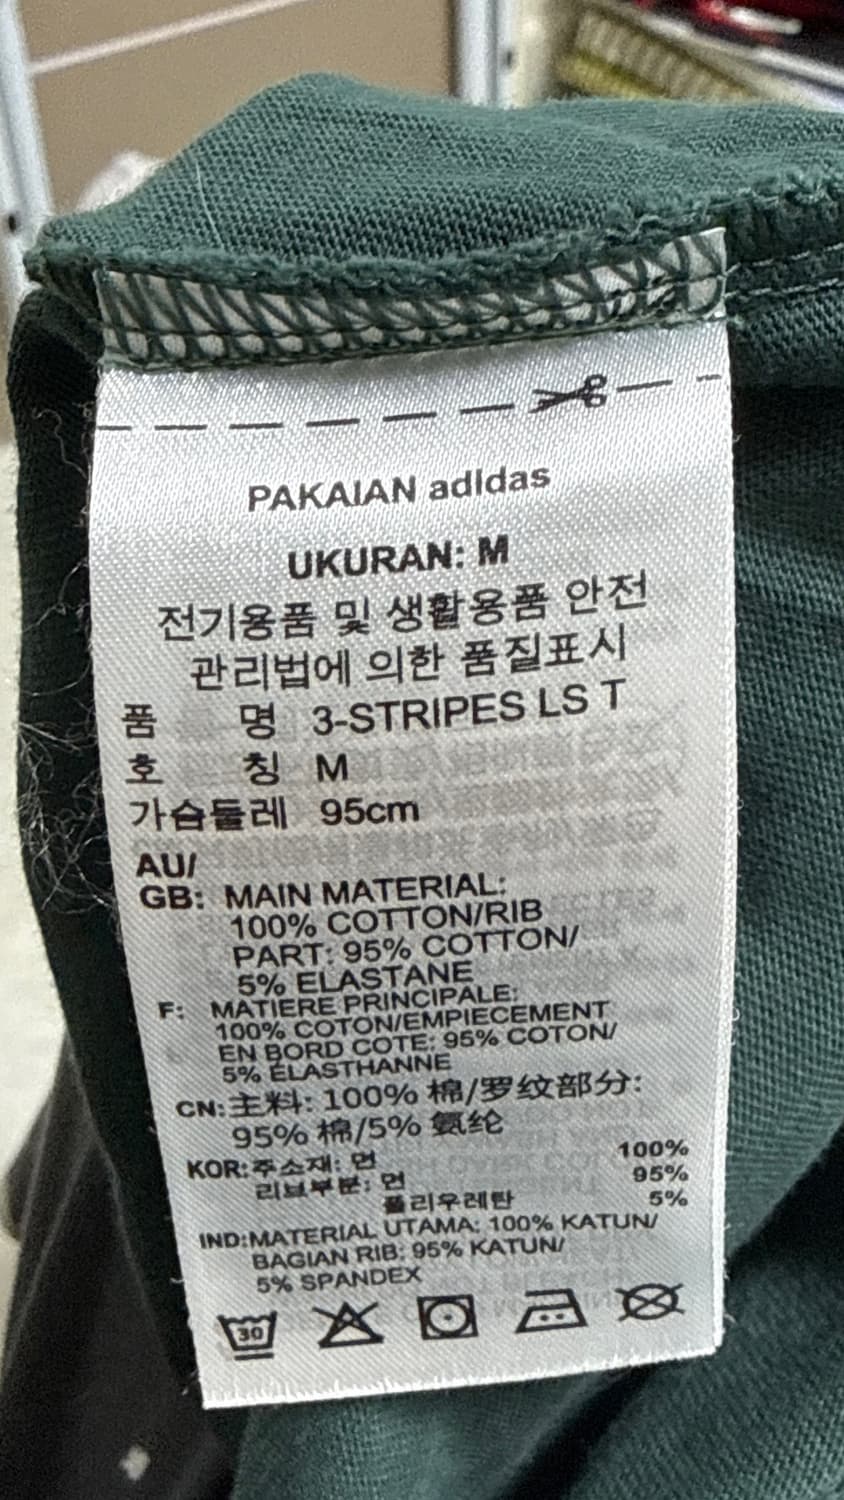 PAKAIAN adidas
UKURAN: M
전기용품 및 생활용품 안전
관리법에 의한 품질표시
품 명 3-STRIPES LS T
호 칭 M
가슴둘레 95cm
AU/
GB: MAIN MATERIAL:
100% COTTON/RIB
PART: 95% COTTON/
5% ELASTANE
F: MATIERE PRINCIPALE:
100% COTON/EMPIECEMENT
EN BORD COTE: 95% COTON/
5% ELASTHANNE
CN: 主料: 100% 棉/罗纹部分:
95% 棉/5% 氨纶
KOR: 주소재: 면 100%
리브부분: 면 95%
폴리우레탄 5%
IND:MATERIAL UTAMA: 100% KATUN/
BAGIAN RIB: 95% KATUN/
5% SPANDEX
30